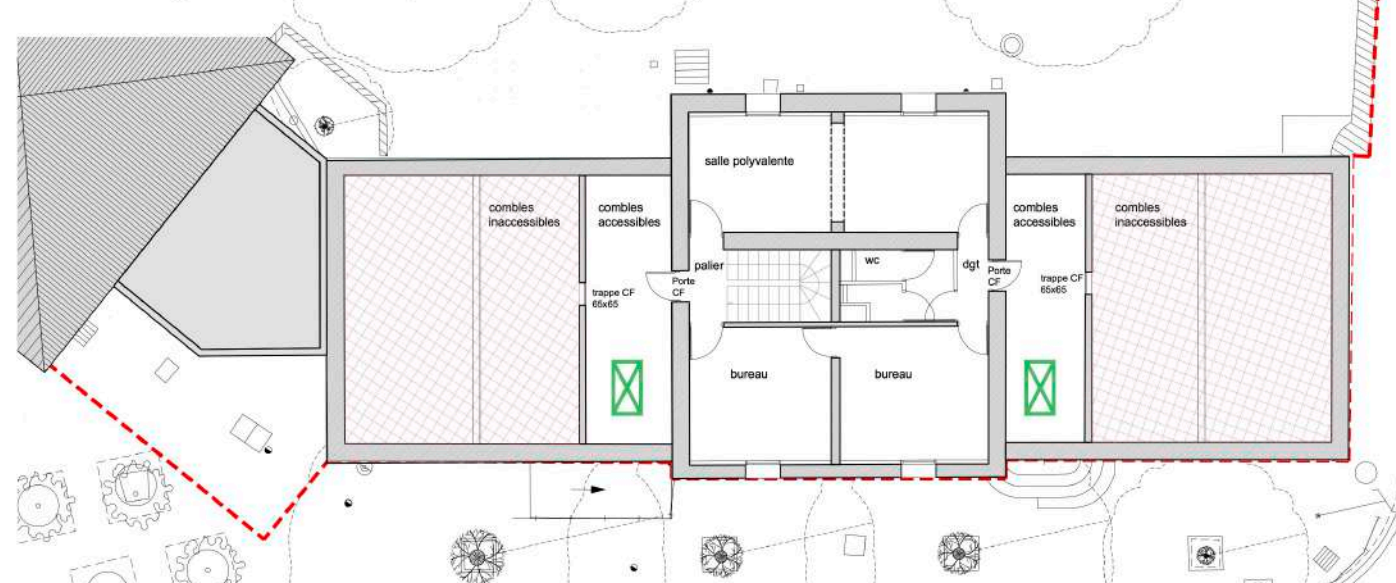 salle polyvalente
combles
inaccessibles
combles
accessibles
combles
accessibles
combles
inaccessibles
palier
wc
dgt
Porte
CF
Porte
CF
trappe CF
65x65
trappe CF
65x65
bureau
bureau